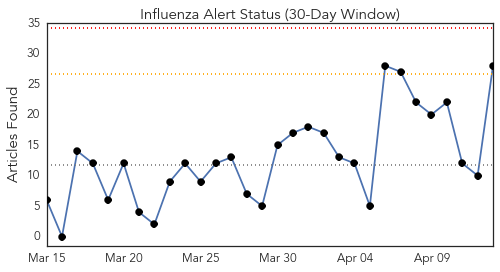 Influenza Alert Status (30-Day Window)
Articles Found
35
30
25
20
15
10
5
0
Mar 15 Mar 20 Mar 25 Mar 30 Apr 04 Apr 09